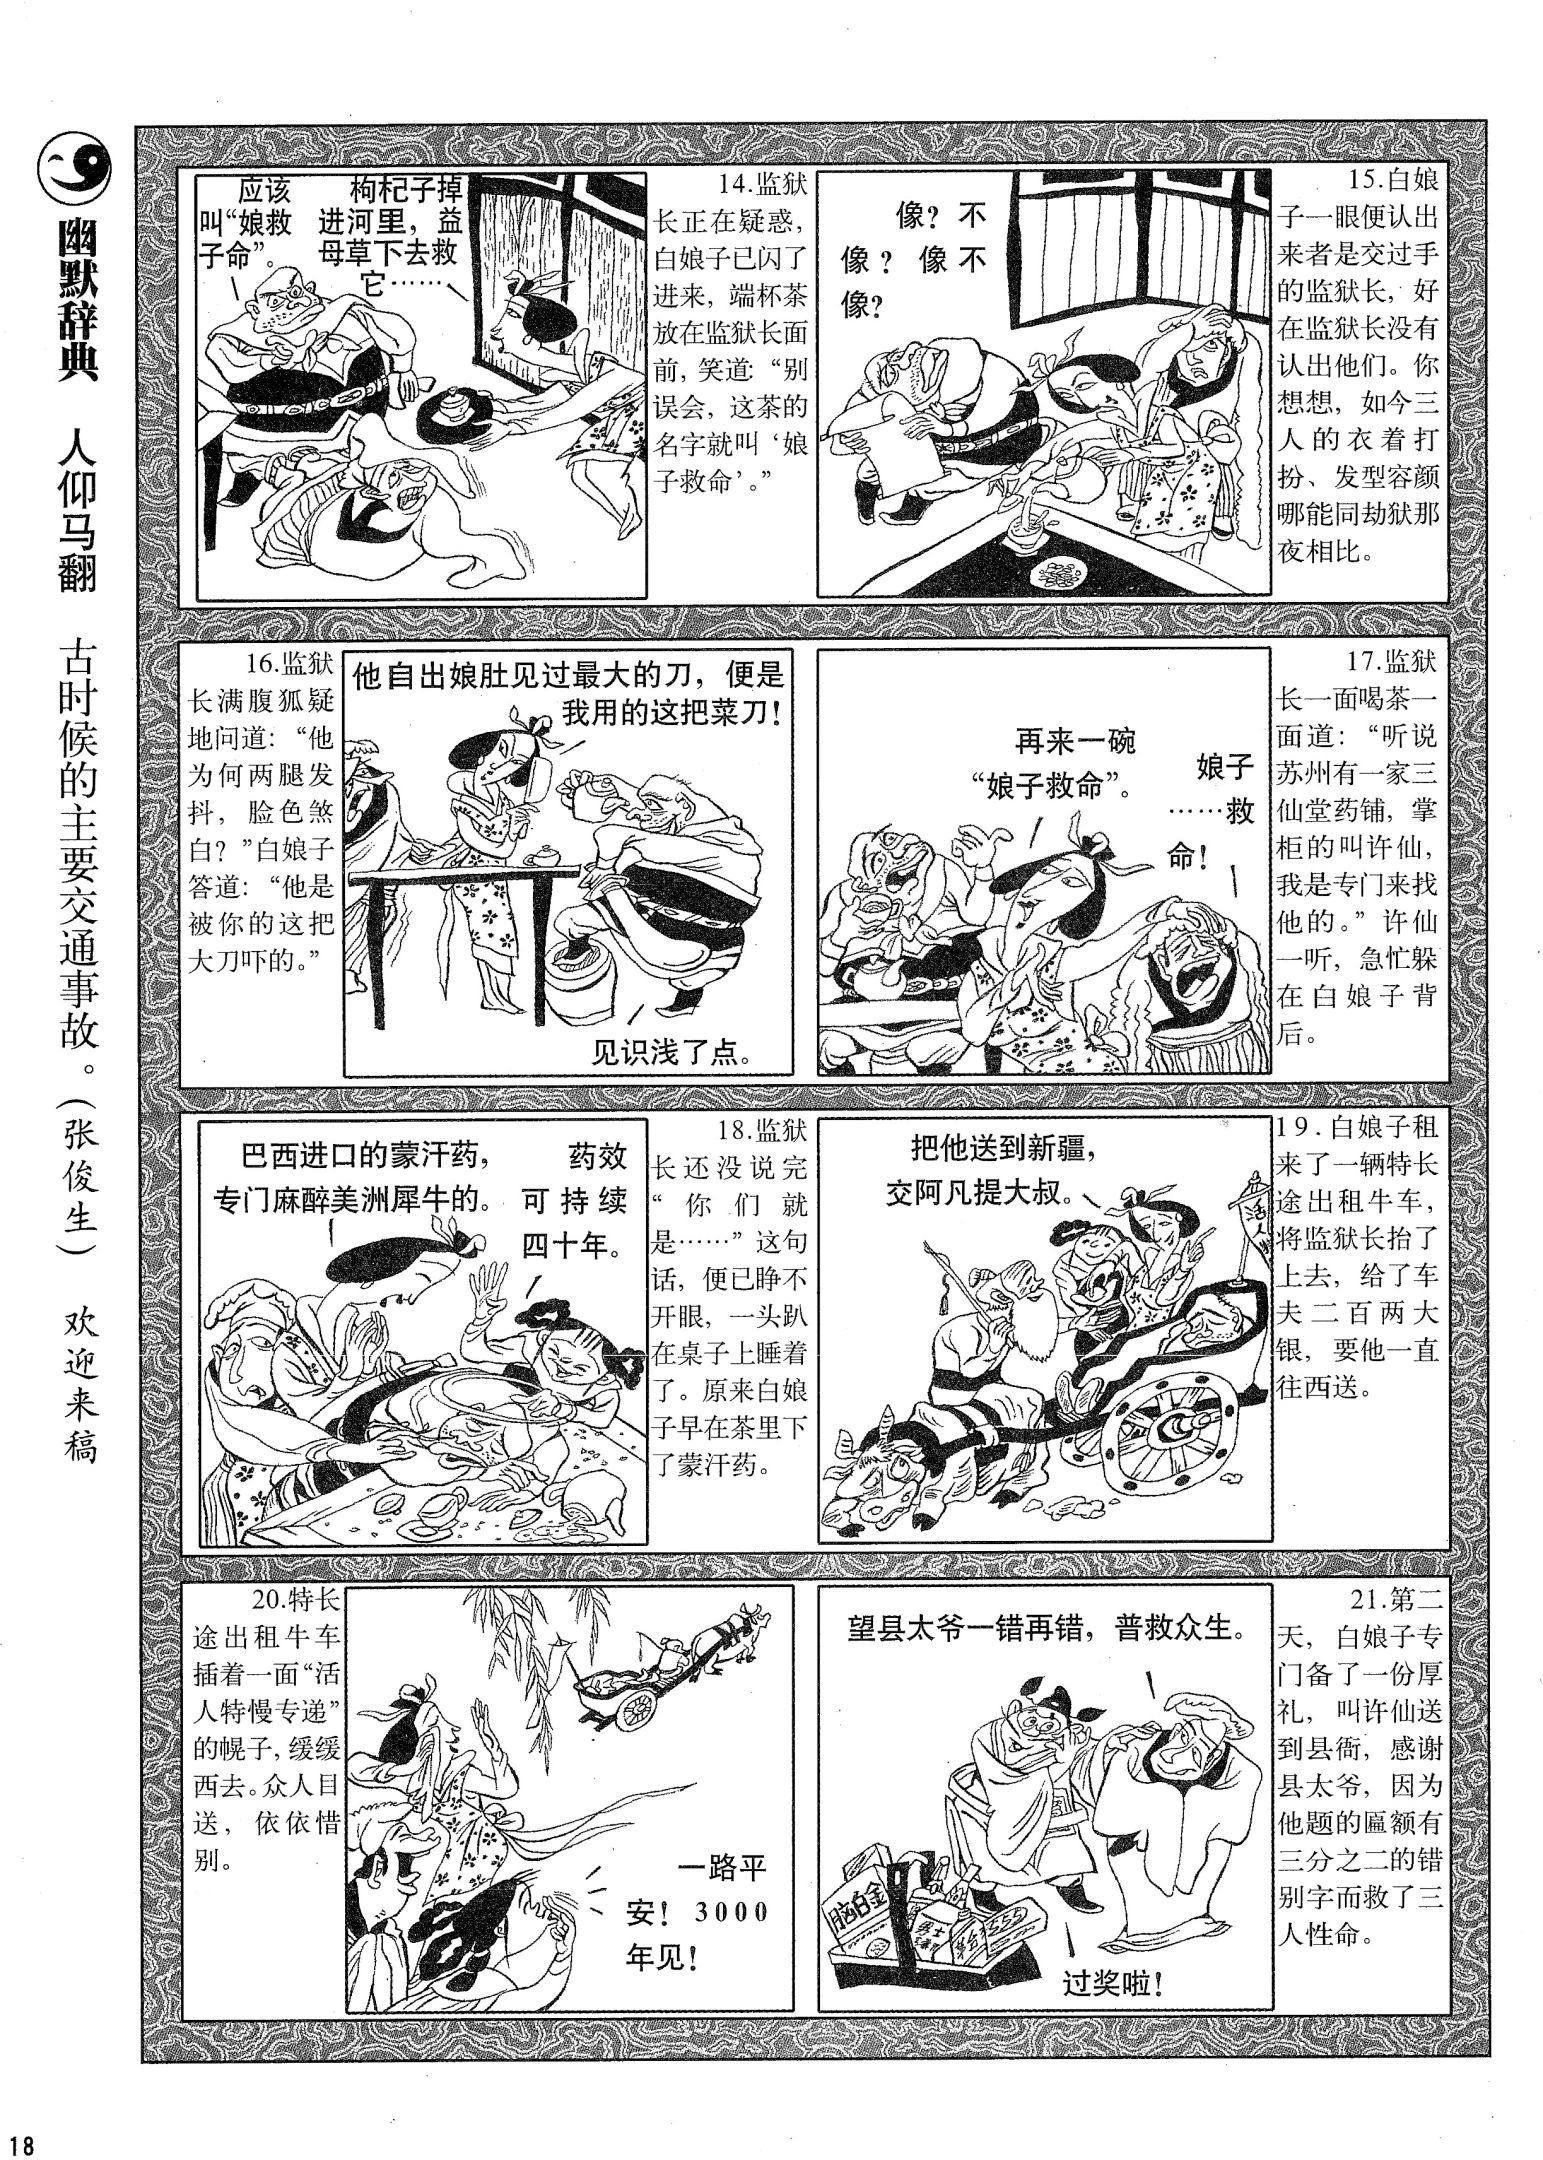 幽默辞典 人仰马翻 古时候的主要交通事故。(张俊生) 欢迎来稿
应该
叫“娘救
子命”。
枸杞子掉
进河里，益
母草下去救
它……
14.监狱
长正在疑惑，
白娘子已闪了
进来，端杯茶
放在监狱长面
前，笑道：“别
误会，这茶的
名字就叫‘娘
子救命’。”
像？不
像？像不
像？
15.白娘
子一眼便认出
来者是交过手
的监狱长，好
在监狱长没有
认出他们。你
想想，如今三
人的衣着打
扮、发型容颜
哪能同劫狱那
夜相比。
16.监狱
长满腹狐疑
地问道：“他
为何两腿发
抖，脸色煞
白？”白娘子
答道：“他是
被你的这把
大刀吓的。”
他自出娘肚见过最大的刀，便是
我用的这把菜刀！
见识浅了点。
再来一碗
“娘子救命”。
娘子
……救
命！
17.监狱
长一面喝茶一
面道：“听说
苏州有一家三
仙堂药铺，掌
柜的叫许仙，
我是专门来找
他的。”许仙
一听，急忙躲
在白娘子背
后。
巴西进口的蒙汗药，
专门麻醉美洲犀牛的。
药效
可持续
四十年。
18.监狱
长还没说完
“你们就
是……”这句
话，便已睁不
开眼，一头趴
在桌子上睡着
了。原来白娘
子早在茶里下
了蒙汗药。
把他送到新疆，
交阿凡提大叔。
活人
19.白娘子租
来了一辆特长
途出租牛车，
将监狱长抬了
上去，给了车
夫二百两大
银，要他一直
往西送。
20.特长
途出租牛车
插着一面“活
人特慢专递”
的幌子，缓缓
西去。众人目
送，依依惜
别。
一路平
安！3000
年见！
望县太爷一错再错，普救众生。
脑白金
555
过奖啦！
21.第二
天，白娘子专
门备了一份厚
礼，叫许仙送
到县衙，感谢
县太爷，因为
他题的匾额有
三分之二的错
别字而救了三
人性命。
18